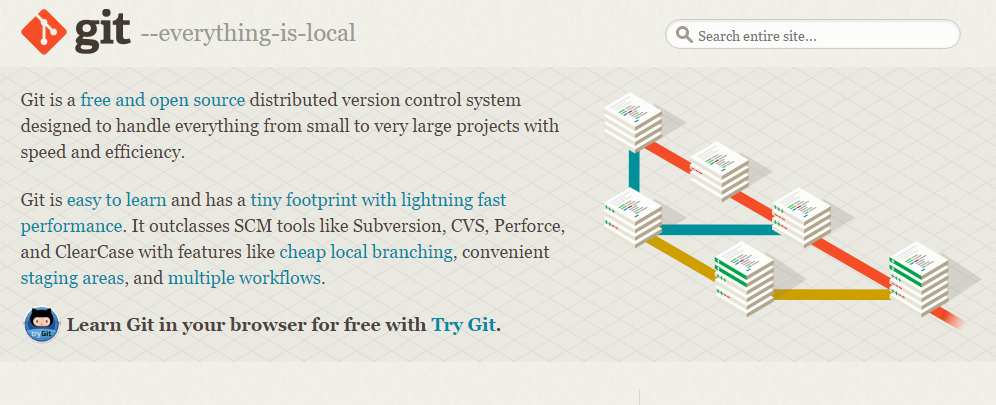 git --everything-is-local
Search entire site...
Git is a free and open source distributed version control system
designed to handle everything from small to very large projects with
speed and efficiency.
Git is easy to learn and has a tiny footprint with lightning fast
performance. It outclasses SCM tools like Subversion, CVS, Perforce,
and ClearCase with features like cheap local branching, convenient
staging areas, and multiple workflows.
tryGit
Learn Git in your browser for free with Try Git.